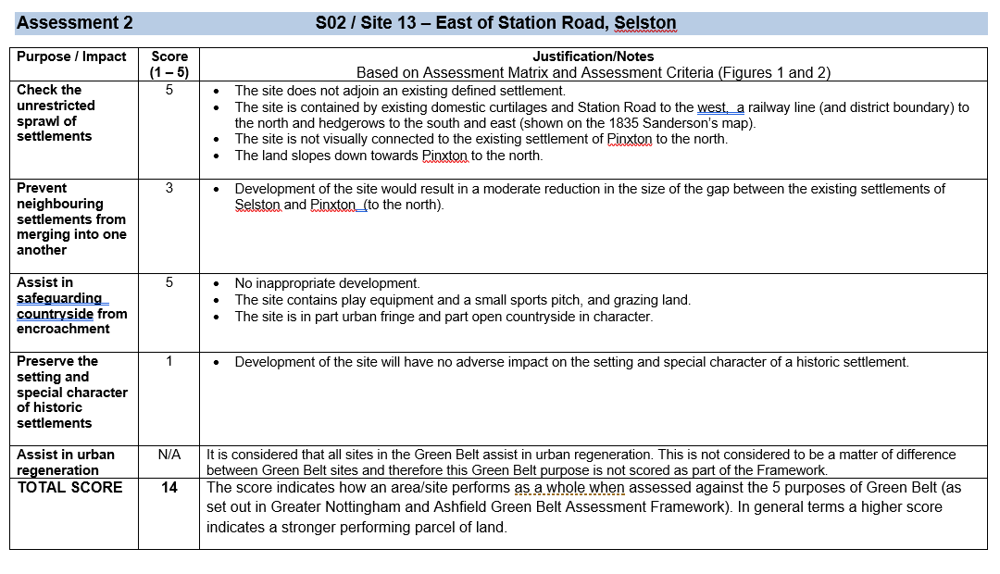 Assessment 2 S02 / Site 13 – East of Station Road, Selston
Purpose / Impact
Score
(1 – 5)
Justification/Notes
Based on Assessment Matrix and Assessment Criteria (Figures 1 and 2)
Check the
unrestricted
sprawl of
settlements
5
• The site does not adjoin an existing defined settlement.
• The site is contained by existing domestic curtilages and Station Road to the west, a railway line (and district boundary) to
the north and hedgerows to the south and east (shown on the 1835 Sanderson's map).
• The site is not visually connected to the existing settlement of Pinxton to the north.
• The land slopes down towards Pinxton to the north.
Prevent
neighbouring
settlements from
merging into one
another
3
• Development of the site would result in a moderate reduction in the size of the gap between the existing settlements of
Selston and Pinxton (to the north).
Assist in
safeguarding
countryside from
encroachment
5
• No inappropriate development.
• The site contains play equipment and a small sports pitch, and grazing land.
• The site is in part urban fringe and part open countryside in character.
Preserve the
setting and
special character
of historic
settlements
1
• Development of the site will have no adverse impact on the setting and special character of a historic settlement.
Assist in urban
regeneration
N/A
It is considered that all sites in the Green Belt assist in urban regeneration. This is not considered to be a matter of difference
between Green Belt sites and therefore this Green Belt purpose is not scored as part of the Framework.
TOTAL SCORE
14
The score indicates how an area/site performs as a whole when assessed against the 5 purposes of Green Belt (as
set out in Greater Nottingham and Ashfield Green Belt Assessment Framework). In general terms a higher score
indicates a stronger performing parcel of land.